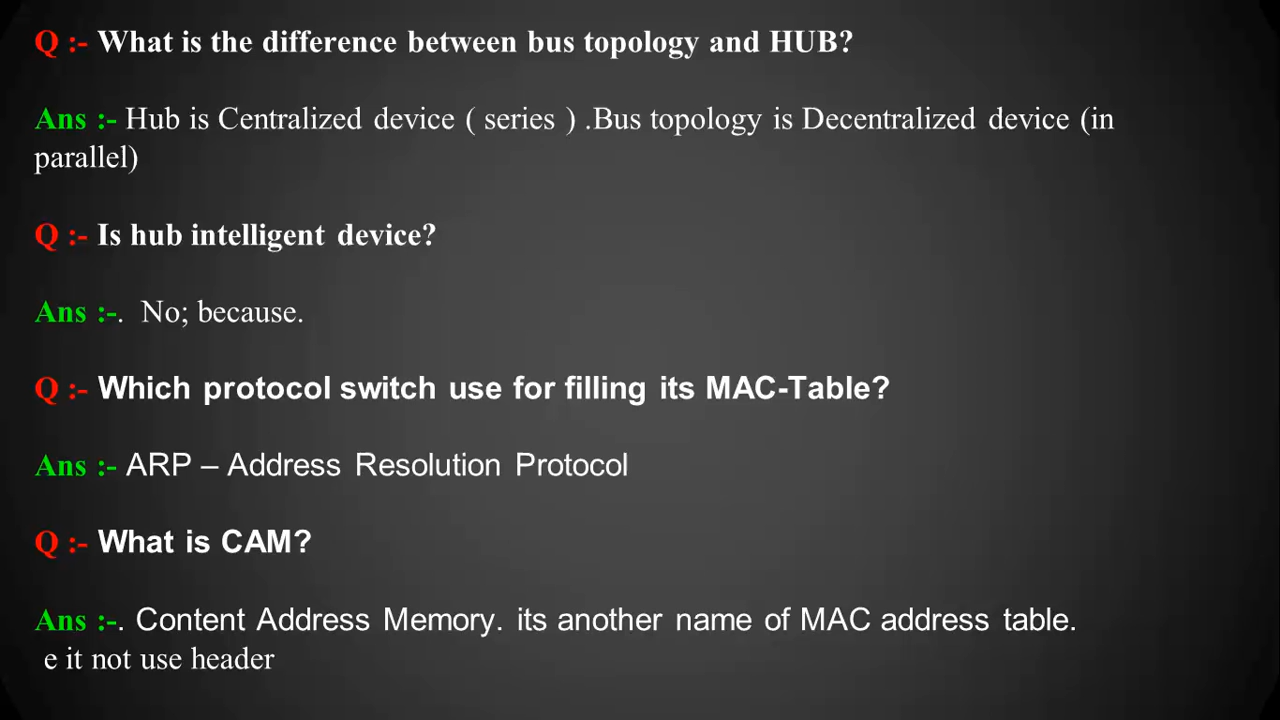 Q :- What is the difference between bus topology and HUB?
Ans :- Hub is Centralized device ( series ) .Bus topology is Decentralized device (in
parallel)
Q :- Is hub intelligent device?
Ans :-. No; because.
Q :- Which protocol switch use for filling its MAC-Table?
Ans :- ARP – Address Resolution Protocol
Q :- What is CAM?
Ans :-. Content Address Memory. its another name of MAC address table.
e it not use header